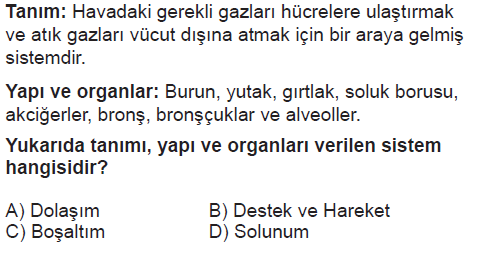 Tanım: Havadaki gerekli gazları hücrelere ulaştırmak
ve atık gazları vücut dışına atmak için bir araya gelmiş
sistemdir.
Yapı ve organlar: Burun, yutak, gırtlak, soluk borusu,
akciğerler, bronş, bronşçuklar ve alveoller.
Yukarıda tanımı, yapı ve organları verilen sistem
hangisidir?
A) Dolaşım B) Destek ve Hareket
C) Boşaltım D) Solunum